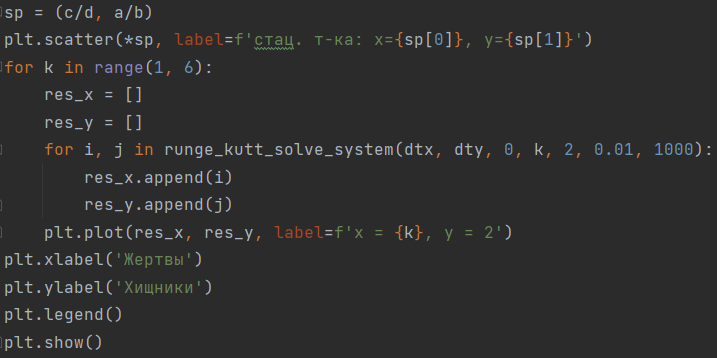 sp = (c/d, a/b)
plt.scatter(*sp, label=f'стац. т-ка: x={sp[0]}, y={sp[1]}')
for k in range(1, 6):
    res_x = []
    res_y = []
    for i, j in runge_kutt_solve_system(dtx, dty, 0, k, 2, 0.01, 1000):
        res_x.append(i)
        res_y.append(j)
    plt.plot(res_x, res_y, label=f'x = {k}, y = 2')
plt.xlabel('Жертвы')
plt.ylabel('Хищники')
plt.legend()
plt.show()